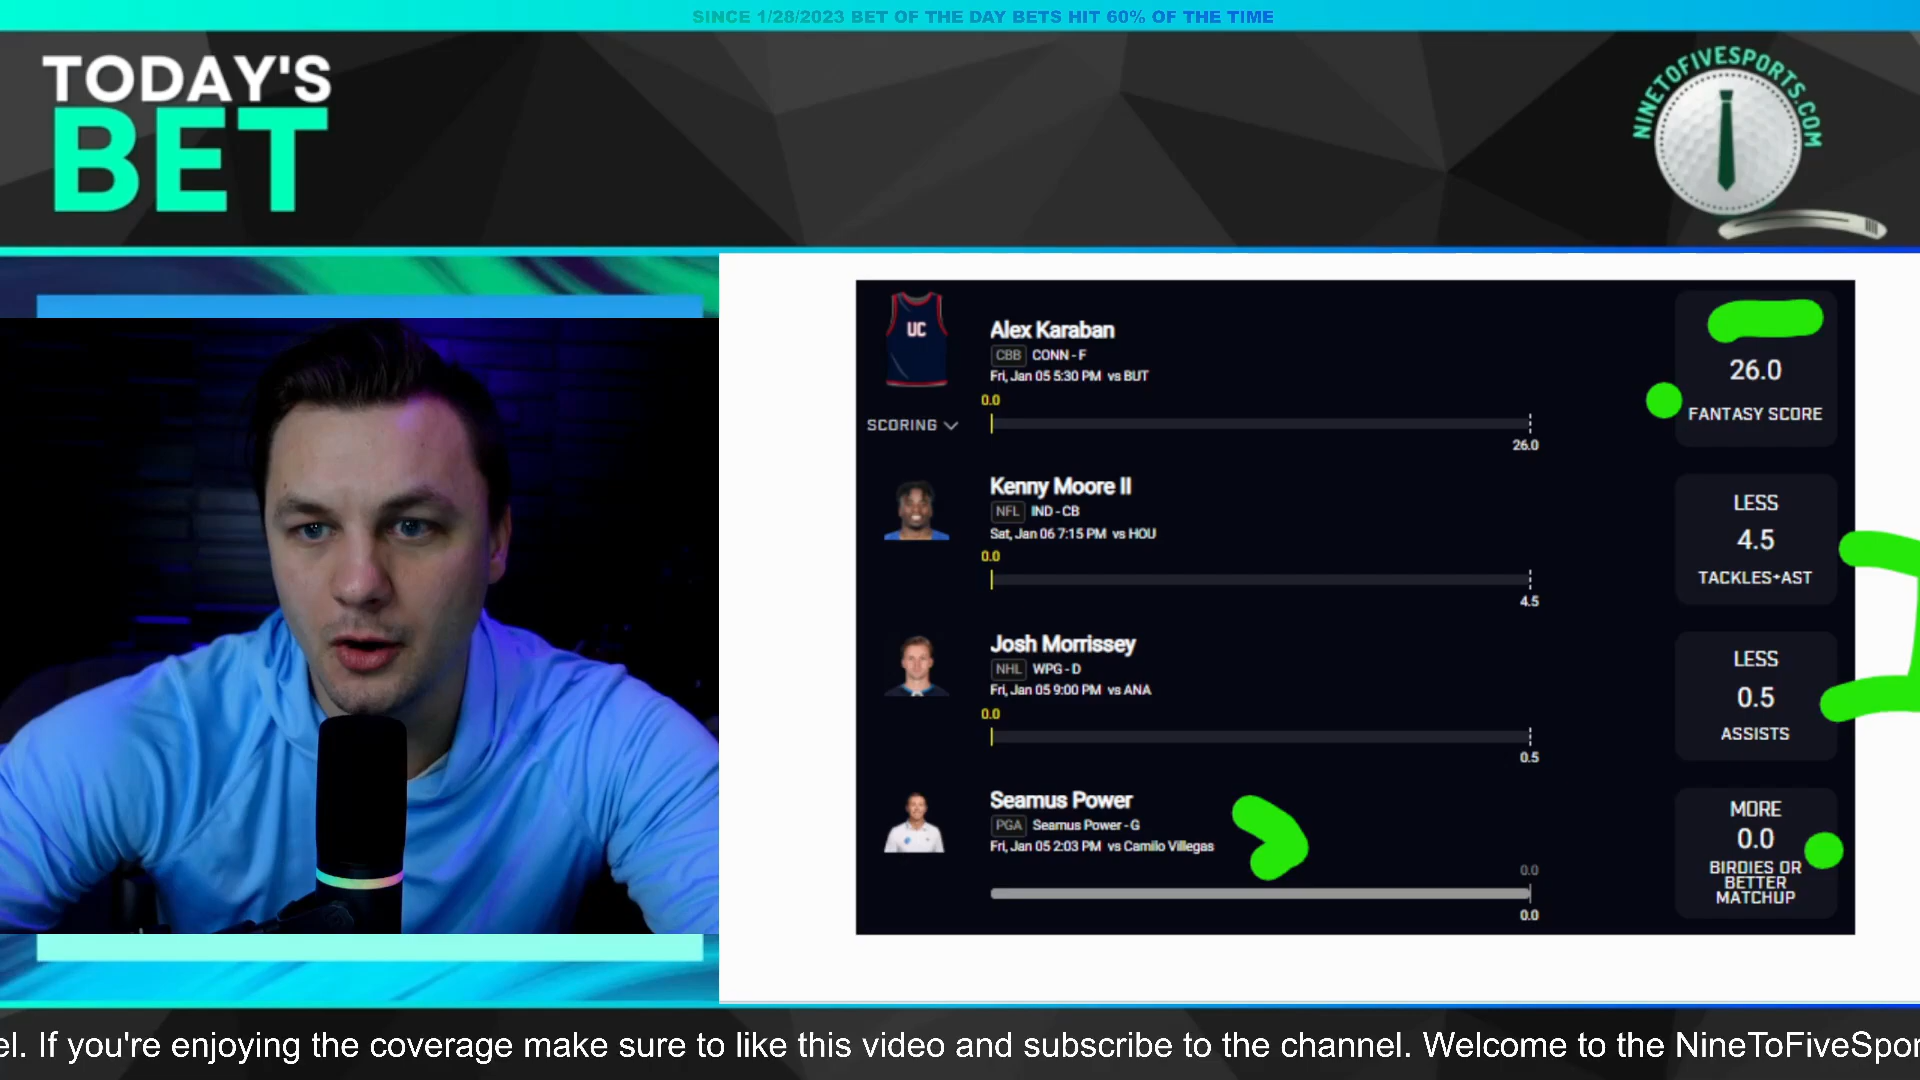 SINCE 1/28/2023 BET OF THE DAY BETS HIT 60% OF THE TIME
TODAY'S
BET
NINETOFIVESPORTS.COM
UC
Alex Karaban
CBB CONN - F
Fri, Jan 05 5:30 PM vs BUT
0.0
SCORING
26.0
26.0
FANTASY SCORE
Kenny Moore II
NFL IND - CB
Sat, Jan 06 7:15 PM vs HOU
0.0
4.5
LESS
4.5
TACKLES+AST
Josh Morrissey
NHL WPG - D
Fri, Jan 05 9:00 PM vs ANA
0.0
0.5
LESS
0.5
ASSISTS
Seamus Power
PGA Seamus Power - G
Fri, Jan 05 2:03 PM vs Camilo Villegas
0.0
0.0
MORE
0.0
BIRDIES OR
BETTER
MATCHUP
el. If you're enjoying the coverage make sure to like this video and subscribe to the channel. Welcome to the NineToFiveSpor